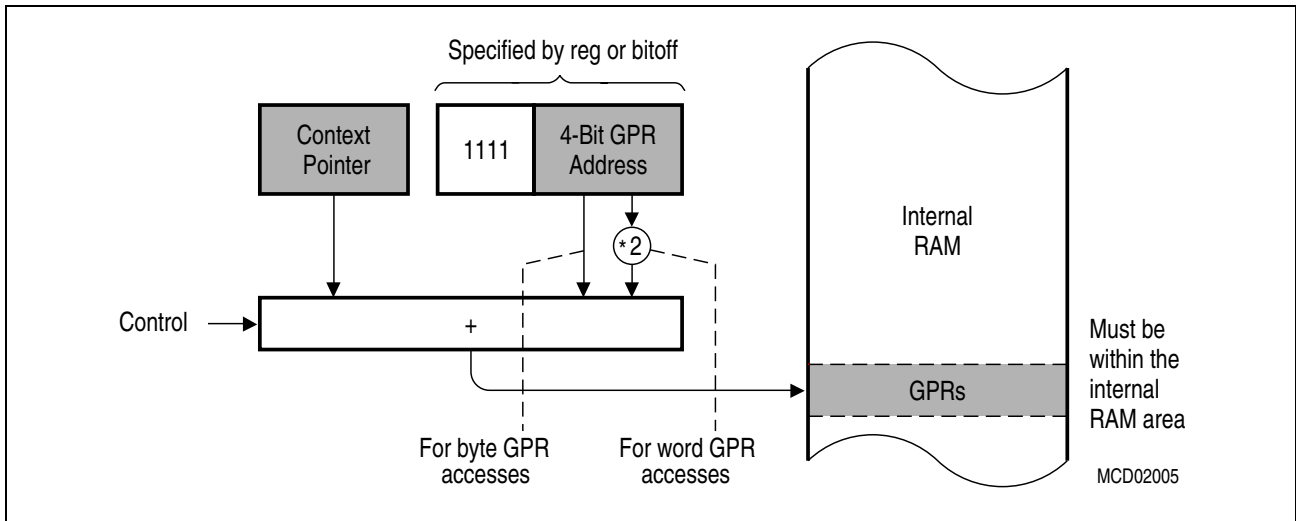 Specified by reg or bitoff
Context
Pointer
1111
4-Bit GPR
Address
*2
Control
+
For byte GPR
accesses
For word GPR
accesses
Internal
RAM
GPRs
Must be
within the
internal
RAM area
MCD02005